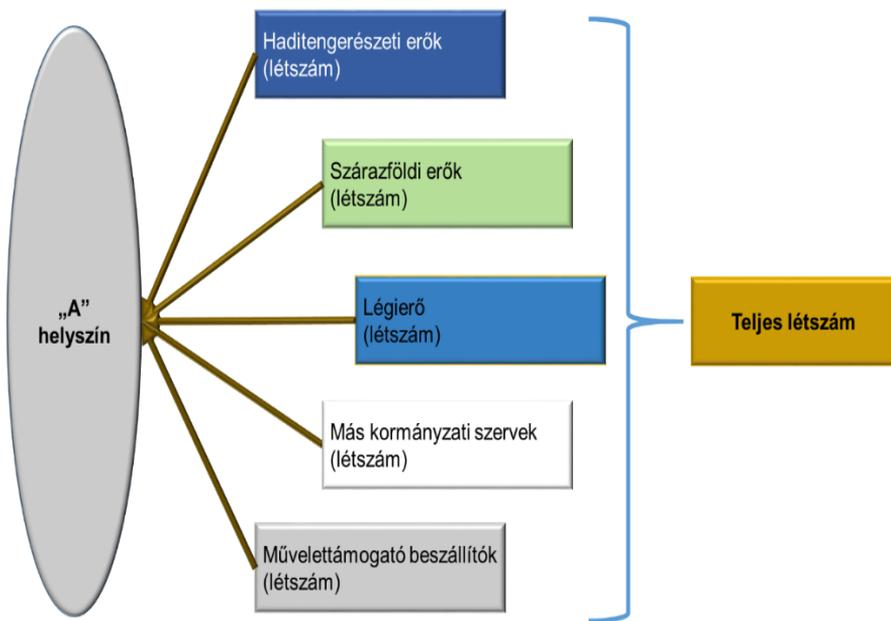 Haditengerészeti erők
(létszám)
Szárazföldi erők
(létszám)
„A”
helyszín
Légierő
(létszám)
Teljes létszám
Más kormányzati szervek
(létszám)
Művelettámogató beszállítók
(létszám)